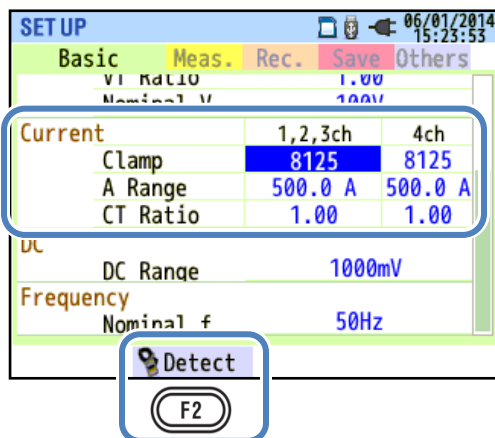 SET UP 06/01/2014
15:23:53
Basic Meas. Rec. Save Others
VT Ratio 1.00
Nominal V 100V
Current 1,2,3ch 4ch
Clamp 8125 8125
A Range 500.0 A 500.0 A
CT Ratio 1.00 1.00
DC
DC Range 1000mV
Frequency
Nominal f 50Hz
Detect
F2